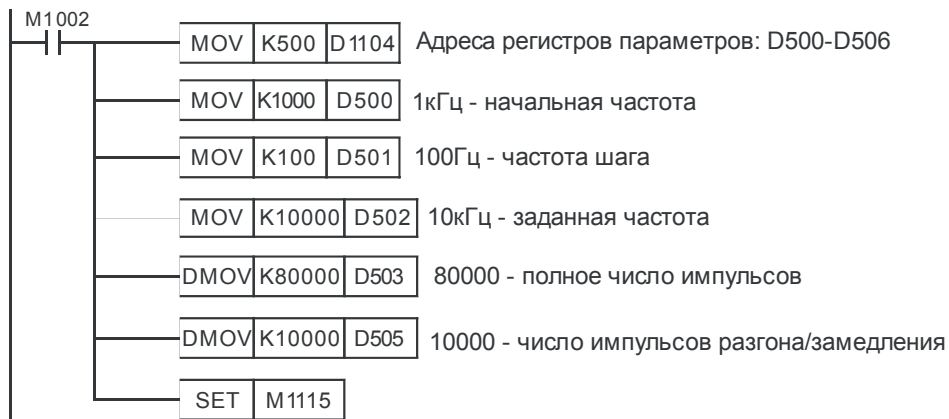 M1002
MOV K500 D1104 Адреса регистров параметров: D500-D506
MOV K1000 D500 1кГц - начальная частота
MOV K100 D501 100Гц - частота шага
MOV K10000 D502 10кГц - заданная частота
DMOV K80000 D503 80000 - полное число импульсов
DMOV K10000 D505 10000 - число импульсов разгона/замедления
SET M1115